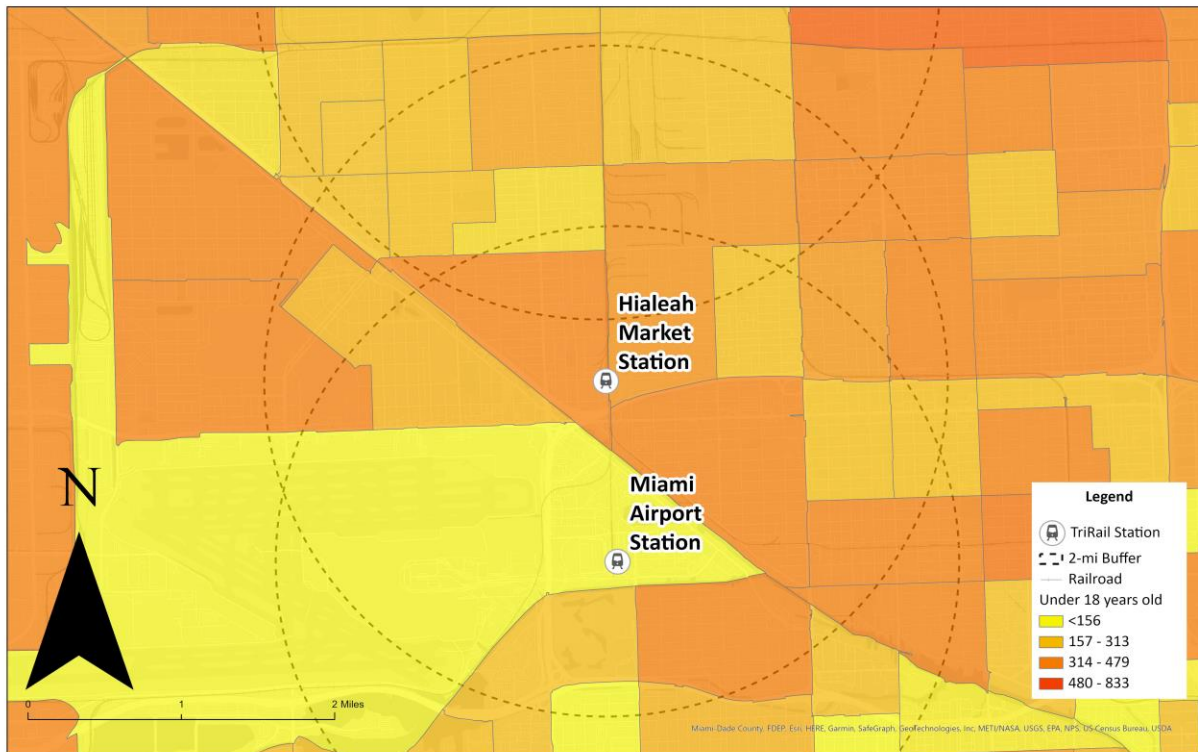 Hialeah
Market
Station
Miami
Airport
Station
N
0
1
2 Miles
Legend
TriRail Station
2-mi Buffer
Railroad
Under 18 years old
<156
157 - 313
314 - 479
480 - 833
Miami-Dade County, FDEP, Esri, HERE, Garmin, SafeGraph, GeoTechnologies, Inc, METI/NASA, USGS, EPA, NPS, US Census Bureau, USDA